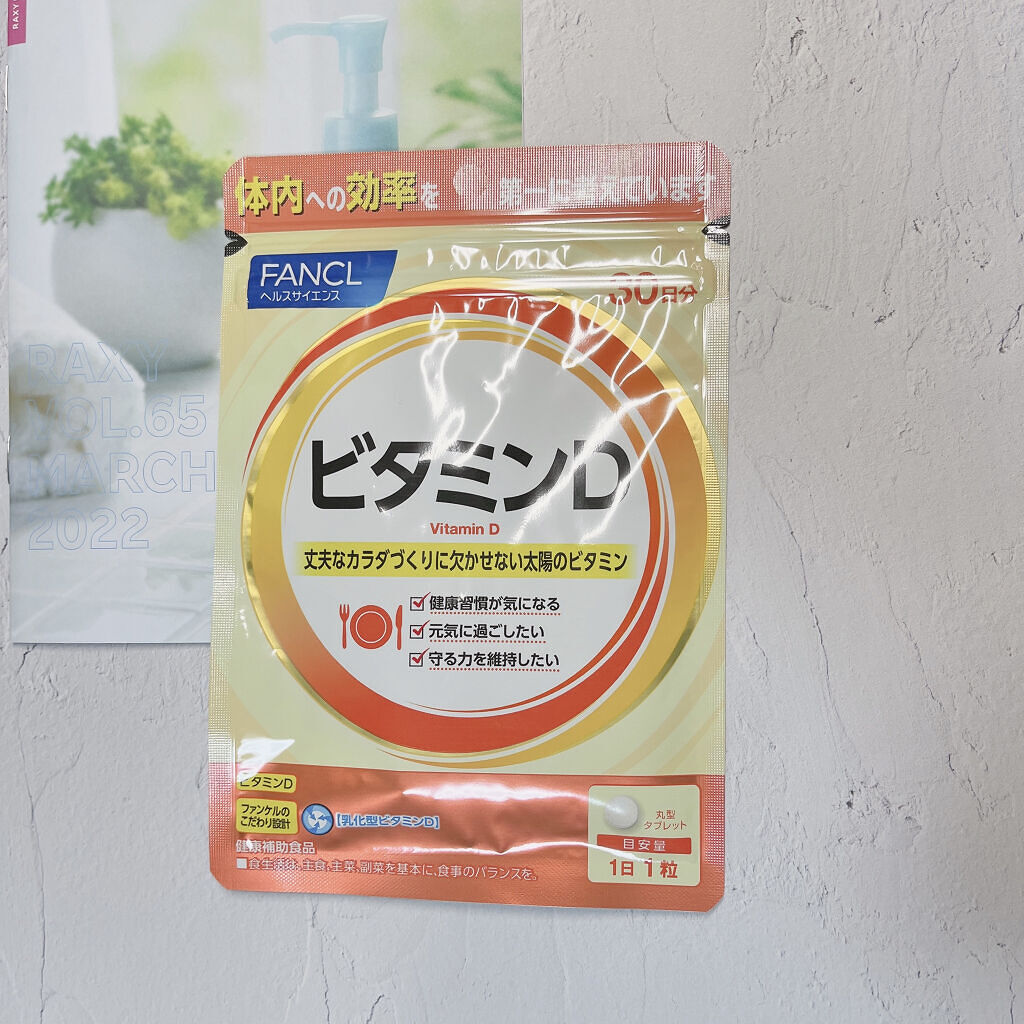 RAXY
体内への効率を 第一に考えています
FANCL
ヘルスサイエンス
30日分
RAXY
VOL.65
MARCH
2022
ビタミンD
Vitamin D
丈夫なカラダづくりに欠かせない太陽のビタミン
健康習慣が気になる
元気に過ごしたい
守る力を維持したい
ビタミンD
ファンケルの
こだわり設計
【乳化型ビタミンD】
健康補助食品
■食生活は、主食、主菜、副菜を基本に、食事のバランスを。
丸型
タブレット
目安量
1日1粒